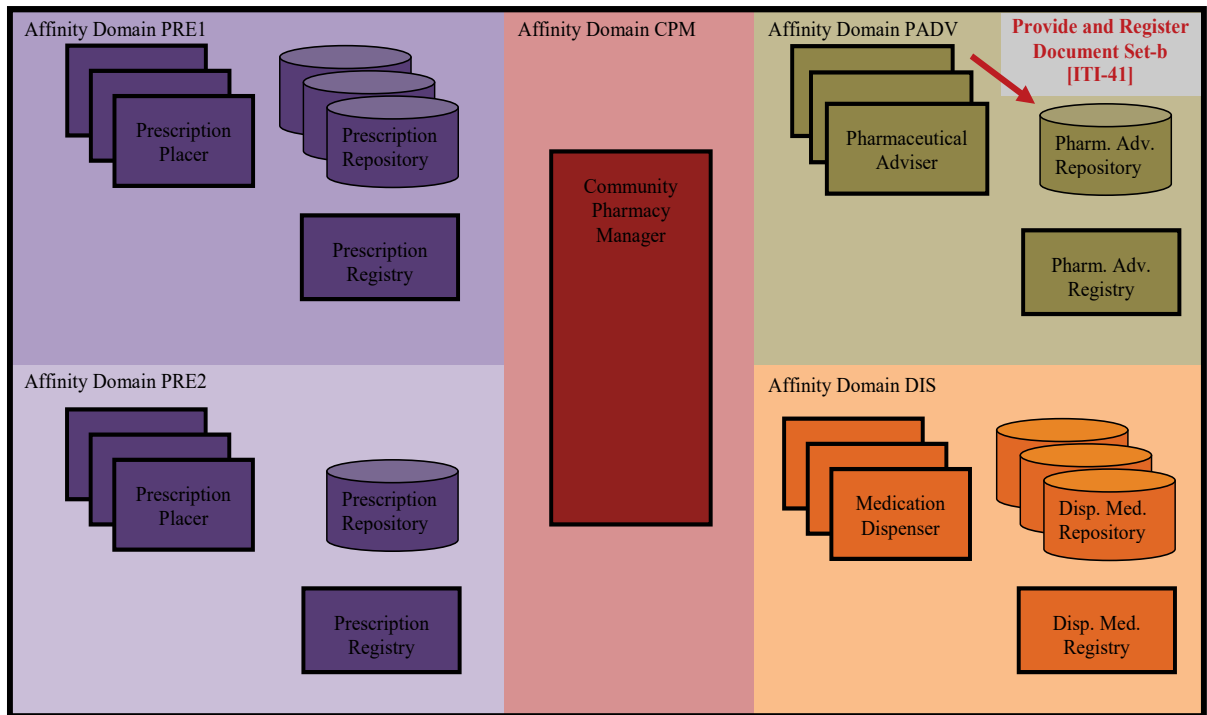 Affinity Domain PRE1
Prescription
Placer
Prescription
Repository
Prescription
Registry
Affinity Domain CPM
Community
Pharmacy
Manager
Affinity Domain PADV
Provide and Register
Document Set-b
[ITI-41]
Pharmaceutical
Adviser
Pharm. Adv.
Repository
Pharm. Adv.
Registry
Affinity Domain PRE2
Prescription
Placer
Prescription
Repository
Prescription
Registry
Affinity Domain DIS
Medication
Dispenser
Disp. Med.
Repository
Disp. Med.
Registry